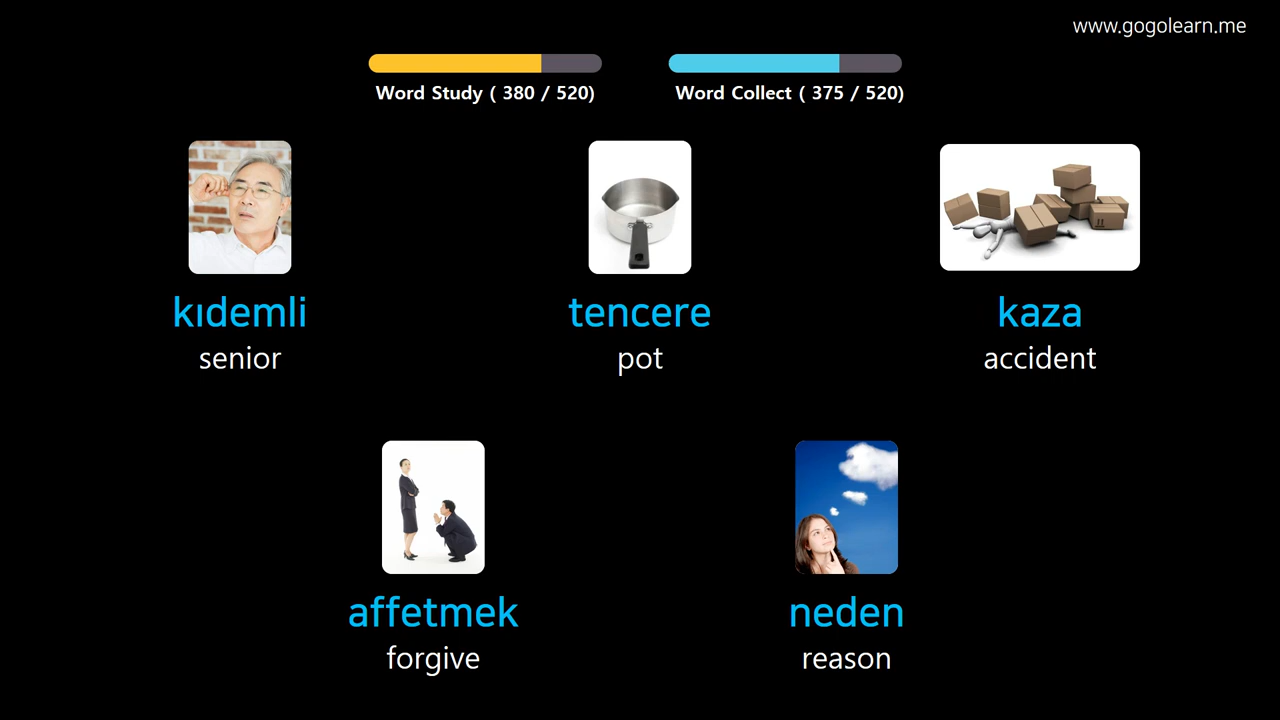 www.gogolearn.me
Word Study ( 380 / 520)
Word Collect ( 375 / 520)
kıdemli
senior
tencere
pot
kaza
accident
affetmek
forgive
neden
reason